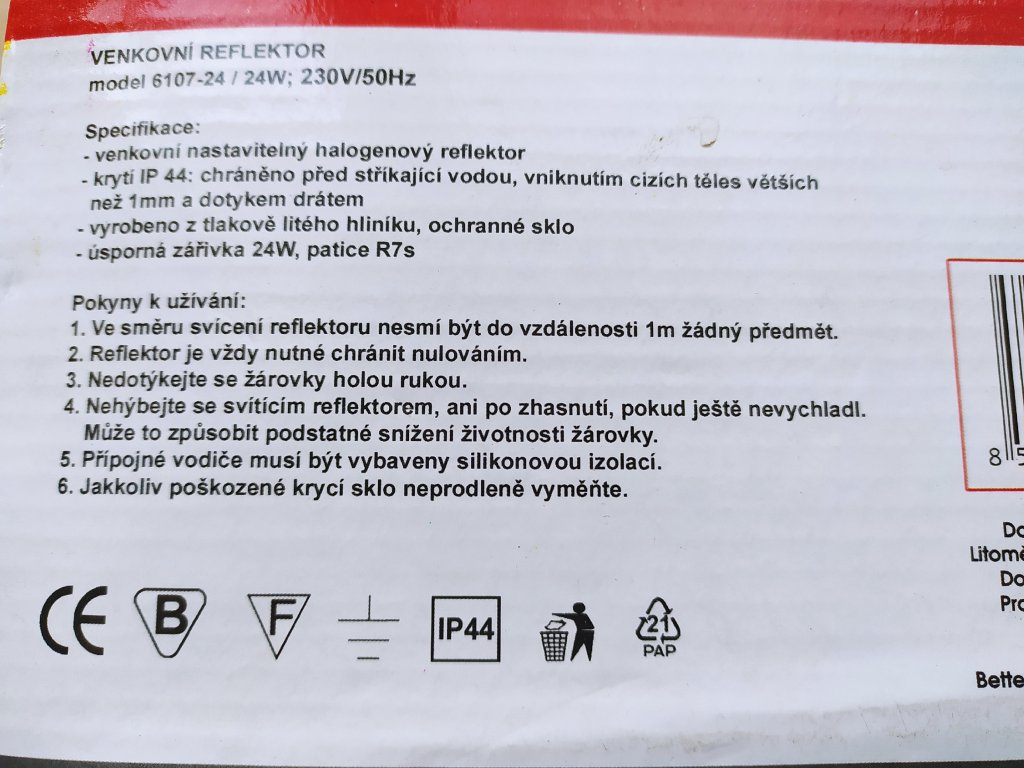 VENKOVNÍ REFLEKTOR
model 6107-24 / 24W; 230V/50Hz
Specifikace:
- venkovní nastavitelný halogenový reflektor
- krytí IP 44: chráněno před stříkající vodou, vniknutím cizích těles větších
než 1mm a dotykem drátem
- vyrobeno z tlakově litého hliníku, ochranné sklo
- úsporná zářivka 24W, patice R7s
Pokyny k užívání:
1. Ve směru svícení reflektoru nesmí být do vzdálenosti 1m žádný předmět.
2. Reflektor je vždy nutné chránit nulováním.
3. Nedotýkejte se žárovky holou rukou.
4. Nehýbejte se svítícím reflektorem, ani po zhasnutí, pokud ještě nevychladl.
Může to způsobit podstatné snížení životnosti žárovky.
5. Přípojné vodiče musí být vybaveny silikonovou izolací.
6. Jakkoliv poškozené krycí sklo neprodleně vyměňte.
8
Litomě
Do
Bette
CE B F IP44 21
PAP